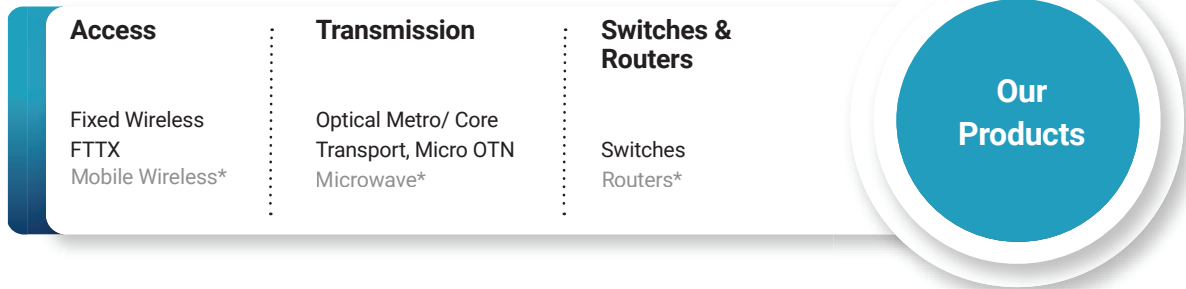 Access
Fixed Wireless
FTTX
Mobile Wireless*
Transmission
Optical Metro/ Core
Transport, Micro OTN
Microwave*
Switches &
Routers
Switches
Routers*
Our
Products